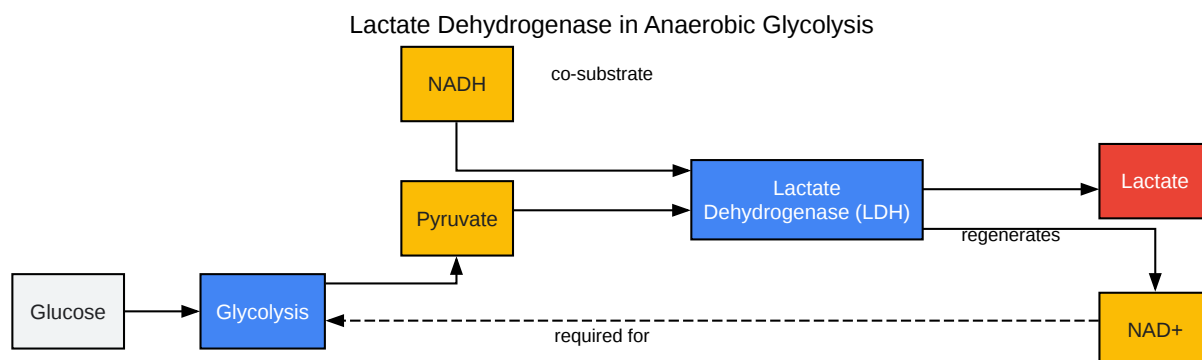 Lactate Dehydrogenase in Anaerobic Glycolysis
NADH
co-substrate
Lactate
Dehydrogenase (LDH)
Lactate
Pyruvate
regenerates
Glucose
Glycolysis
required for
NAD+